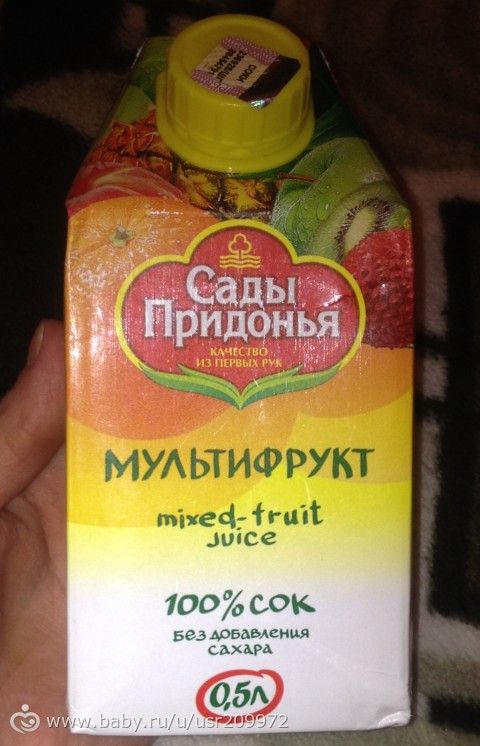 Сады
Придонья
КАЧЕСТВО
ИЗ ПЕРВЫХ РУК
МУЛЬТИФРУКТ
mixed-fruit
JUICE
100% СОК
БЕЗ ДОБАВЛЕНИЯ
САХАРА
0,5л
www.baby.ru/u/usr209972